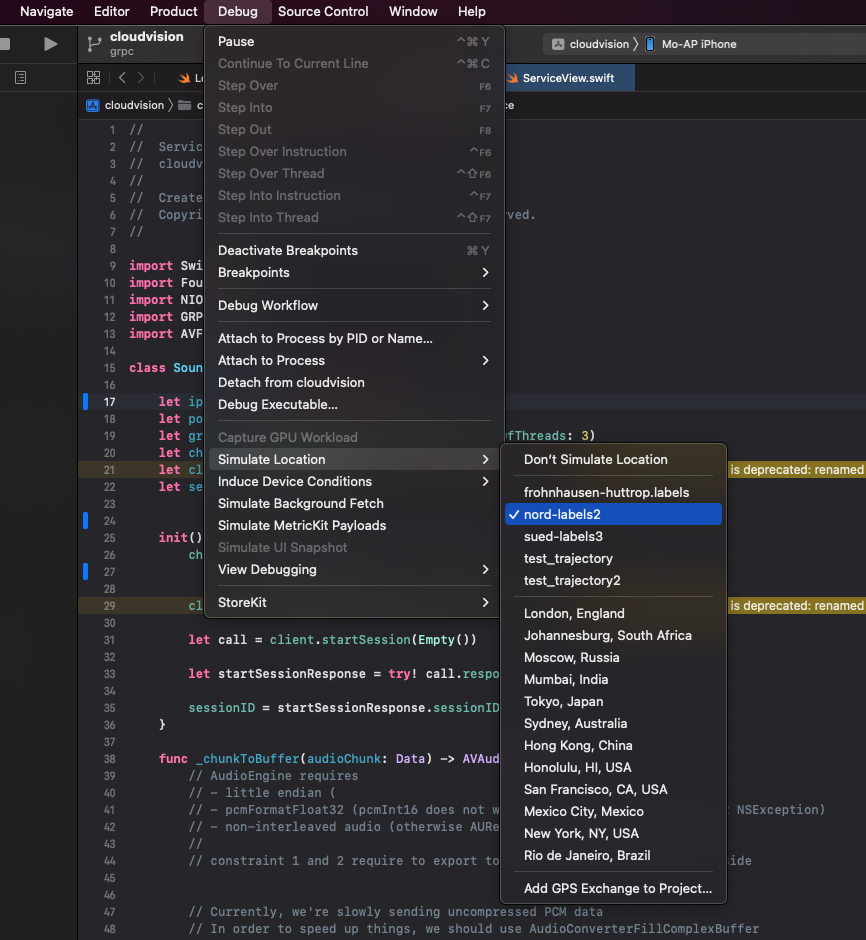 Navigate Editor Product Debug Source Control Window Help
cloudvision
grpc
cloudvision Mo-AP iPhone
ServiceView.swift
cloudvision
Pause ⌃⌘Y
Continue To Current Line ⌃⌘C
Step Over F6
Step Into F7
Step Out F8
Step Over Instruction ⌃F6
Step Over Thread ⌃⇧F6
Step Into Instruction ⌃F7
Step Into Thread ⌃⇧F7
Deactivate Breakpoints ⌘Y
Breakpoints
Debug Workflow
Attach to Process by PID or Name...
Attach to Process
Detach from cloudvision
Debug Executable...
Capture GPU Workload
Simulate Location
Induce Device Conditions
Simulate Background Fetch
Simulate MetricKit Payloads
Simulate UI Snapshot
View Debugging
StoreKit
Don't Simulate Location
frohnhausen-huttrop.labels
✓ nord-labels2
sued-labels3
test_trajectory
test_trajectory2
London, England
Johannesburg, South Africa
Moscow, Russia
Mumbai, India
Tokyo, Japan
Sydney, Australia
Hong Kong, China
Honolulu, HI, USA
San Francisco, CA, USA
Mexico City, Mexico
New York, NY, USA
Rio de Janeiro, Brazil
Add GPS Exchange to Project...
1 //
2 // Servic
3 // cloudv
4 //
5 // Create
6 // Copyri ved.
7 //
8
9 import Swi
10 import Fou
11 import NIO
12 import GRP
13 import AVF
14
15 class Soun
16
17 let ip
18 let po
19 let gr fThreads: 3)
20 let ch
21 let cl is deprecated: renamed
22 let se
23
24
25 init()
26 ch
27
28
29 cl is deprecated: renamed
30
31 let call = client.startSession(Empty())
32
33 let startSessionResponse = try! call.respo
34
35 sessionID = startSessionResponse.sessionID
36 }
37
38 func _chunkToBuffer(audioChunk: Data) -> AVAud
39 // AudioEngine requires
40 // - little endian (
41 // - pcmFormatFloat32 (pcmInt16 does not w NSException)
42 // - non-interleaved audio (otherwise AURe
43 //
44 // constraint 1 and 2 require to export to ide
45
46
47 // Currently, we're slowly sending uncompressed PCM data
48 // In order to speed up things, we should use AudioConverterFillComplexBuffer